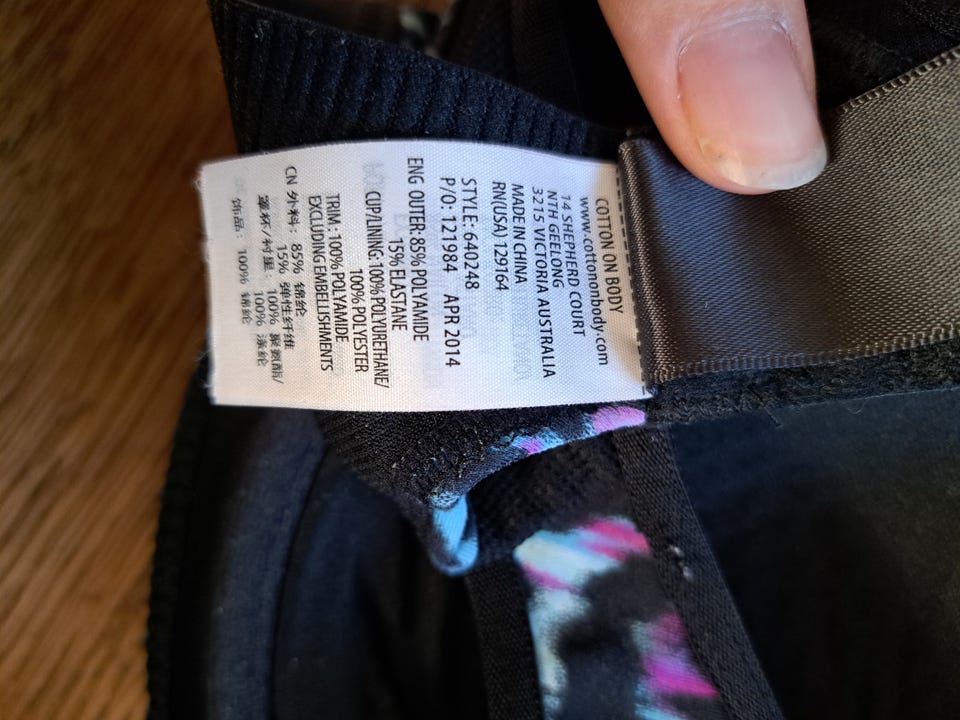 COTTON ON BODY
www.cottononbody.com
14 SHEPHERD COURT
NTH GEELONG
3215 VICTORIA AUSTRALIA
MADE IN CHINA
RN(USA) 129164
STYLE: 640248
P/O: 121984 APR 2014
ENG OUTER: 85% POLYAMIDE
15% ELASTANE
CUP/LINING: 100% POLYURETHANE/
100% POLYESTER
TRIM: 100% POLYAMIDE
EXCLUDING EMBELLISHMENTS
CN 外料: 85% 锦纶
15% 弹性纤维
罩杯/衬里: 100% 聚氨酯/
100% 涤纶
饰品: 100% 锦纶